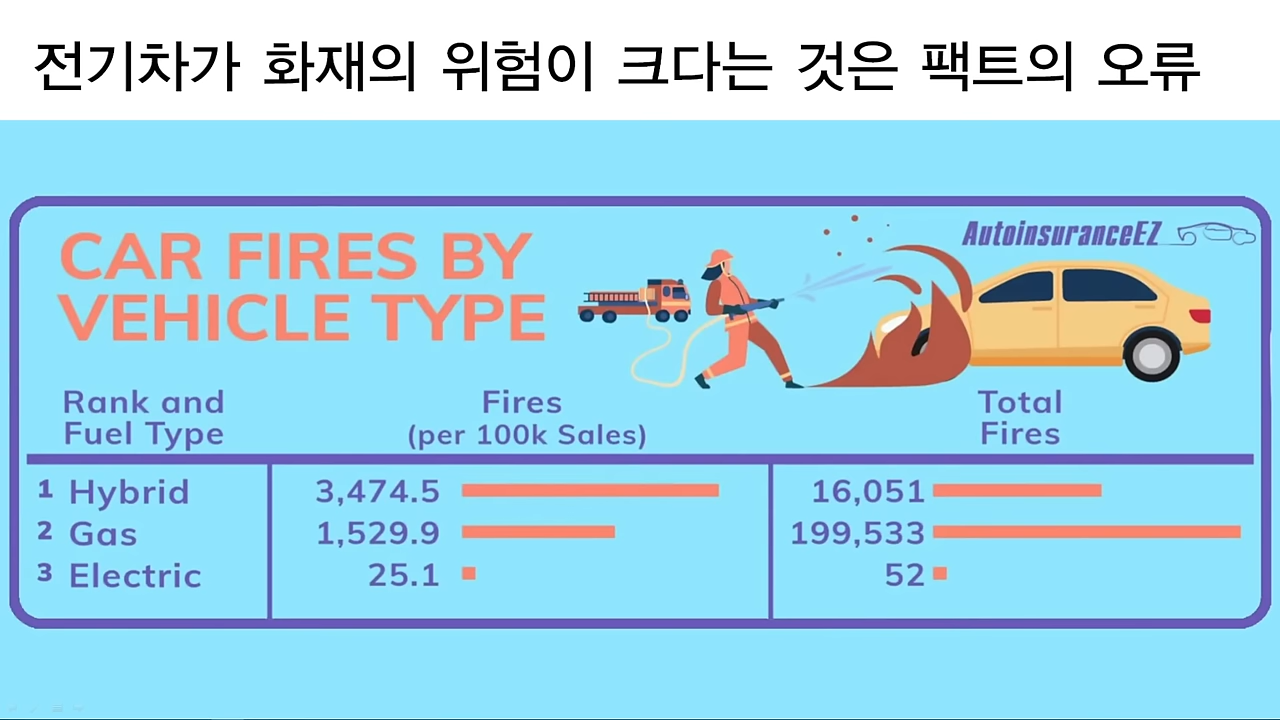 전기차가 화재의 위험이 크다는 것은 팩트의 오류
AutoinsuranceEZ
CAR FIRES BY
VEHICLE TYPE
Rank and
Fuel Type
Fires
(per 100k Sales)
Total
Fires
1 Hybrid 3,474.5 16,051
2 Gas 1,529.9 199,533
3 Electric 25.1 52